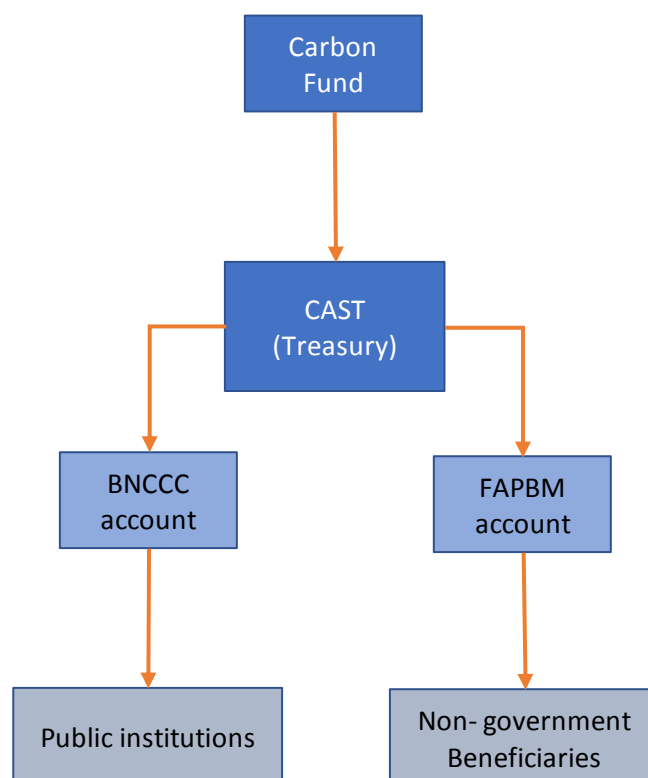 Carbon
Fund
CAST
(Treasury)
BNCCC
account
FAPBM
account
Public institutions
Non- government
Beneficiaries